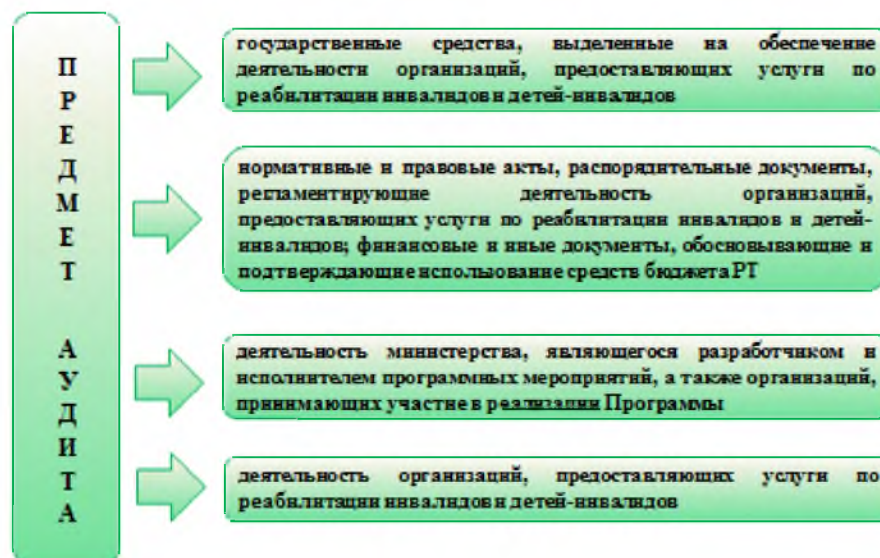 ПРЕДМЕТ АУДИТА
государственные средства, выделенные на обеспечение
деятельности организаций, предоставляющих услуги по
реабилитации инвалидов и детей-инвалидов
нормативные и правовые акты, распорядительные документы,
регламентирующие деятельность организаций,
предоставляющих услуги по реабилитации инвалидов и детей-
инвалидов; финансовые и иные документы, обосновывающие и
подтверждающие использование средств бюджета РТ
деятельность министерства, являющегося разработчиком и
исполнителем программных мероприятий, а также организаций,
принимающих участие в реализации Программы
деятельность организаций, предоставляющих услуги по
реабилитации инвалидов и детей-инвалидов